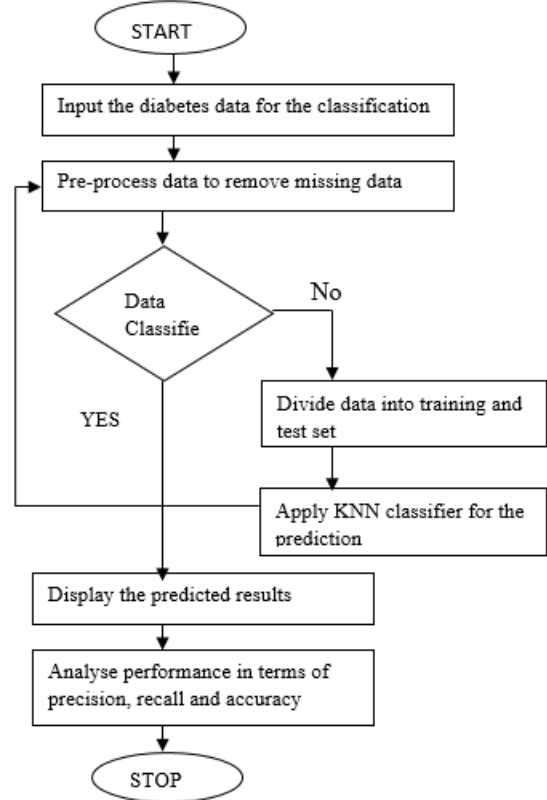 START
Input the diabetes data for the classification
Pre-process data to remove missing data
Data
Classifie
No
Divide data into training and
test set
YES
Apply KNN classifier for the
prediction
Display the predicted results
Analyse performance in terms of
precision, recall and accuracy
STOP